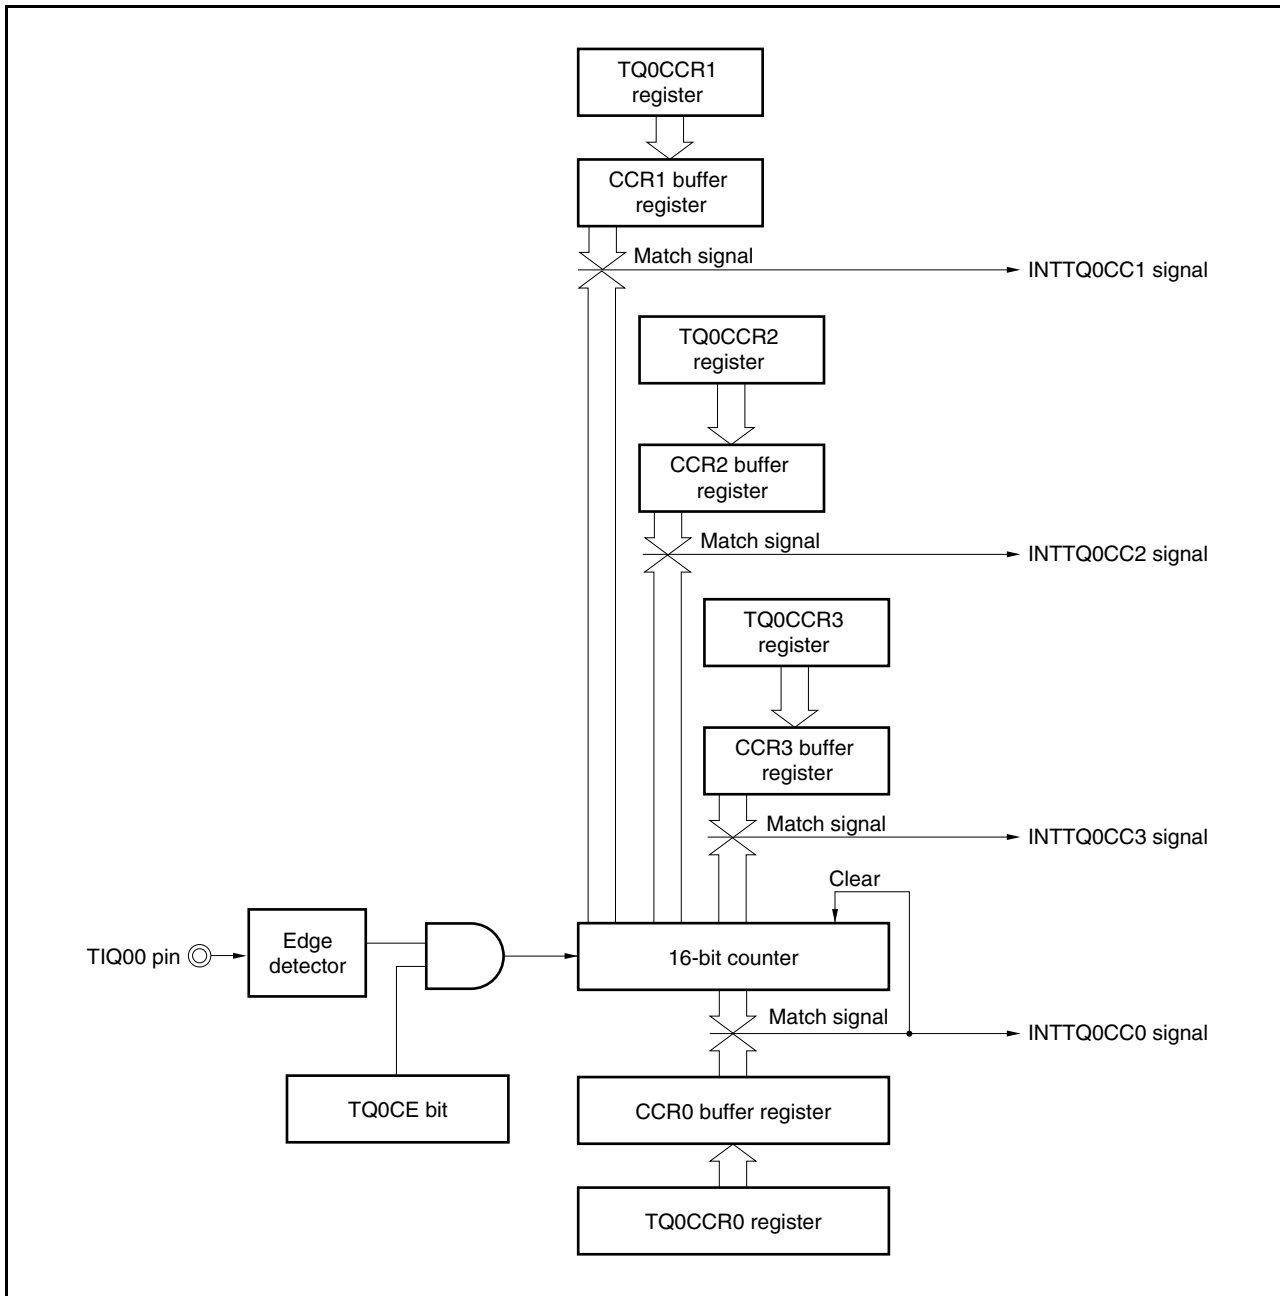 TQ0CCR1
register
CCR1 buffer
register
Match signal
INTTQ0CC1 signal
TQ0CCR2
register
CCR2 buffer
register
Match signal
INTTQ0CC2 signal
TQ0CCR3
register
CCR3 buffer
register
Match signal
INTTQ0CC3 signal
Clear
TIQ00 pin
Edge
detector
16-bit counter
Match signal
INTTQ0CC0 signal
TQ0CE bit
CCR0 buffer register
TQ0CCR0 register